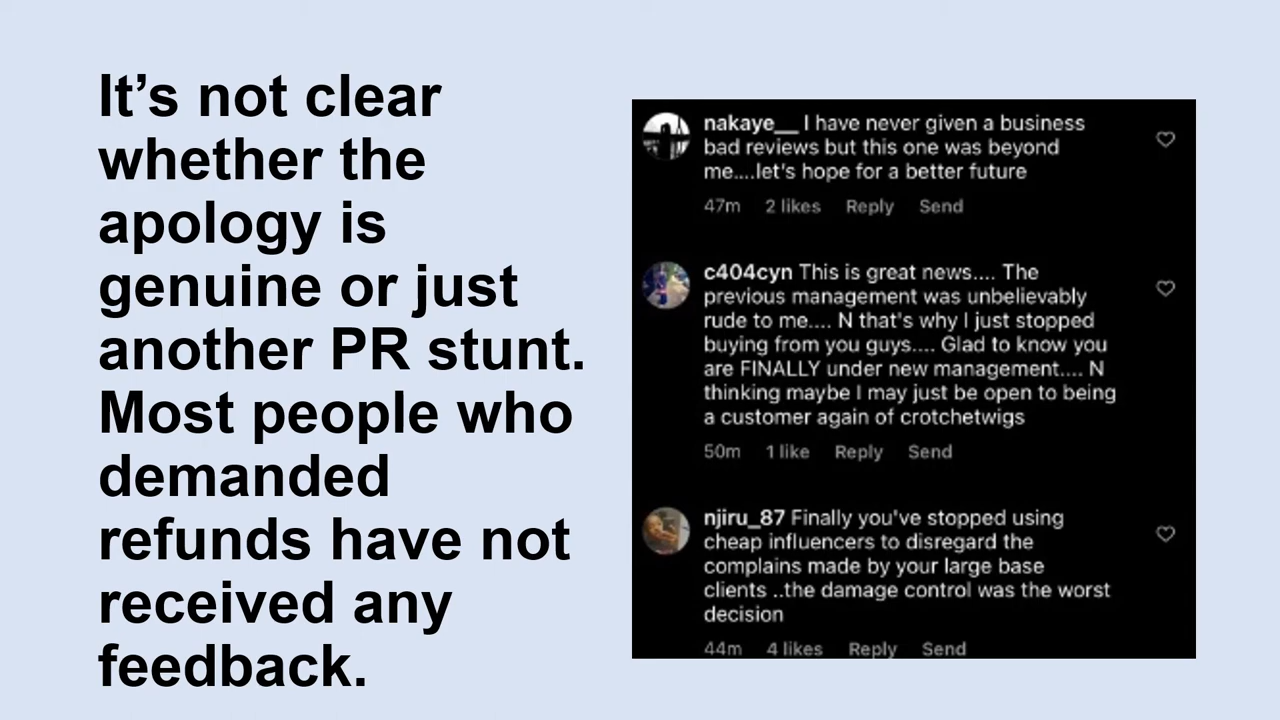 It’s not clear
whether the
apology is
genuine or just
another PR stunt.
Most people who
demanded
refunds have not
received any
feedback.
nakaye__ I have never given a business
bad reviews but this one was beyond
me....let's hope for a better future
47m 2 likes Reply Send
c404cyn This is great news.... The
previous management was unbelievably
rude to me.... N that's why I just stopped
buying from you guys.... Glad to know you
are FINALLY under new management.... N
thinking maybe I may just be open to being
a customer again of crotchetwigs
50m 1 like Reply Send
njiru_87 Finally you've stopped using
cheap influencers to disregard the
complains made by your large base
clients ..the damage control was the worst
decision
44m 4 likes Reply Send